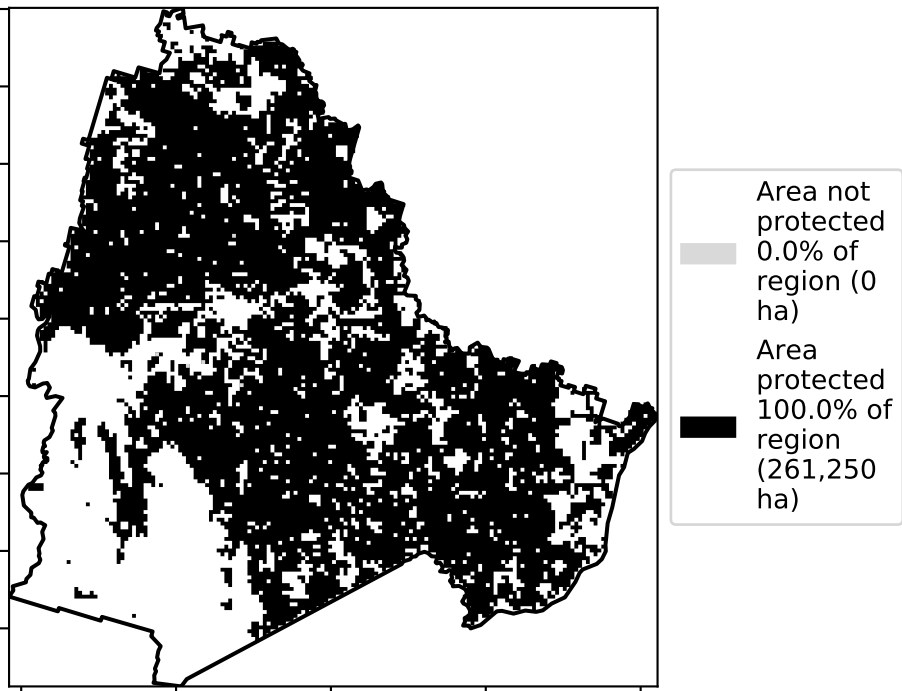 Area not
protected
0.0% of
region (0
ha)
Area
protected
100.0% of
region
(261,250
ha)